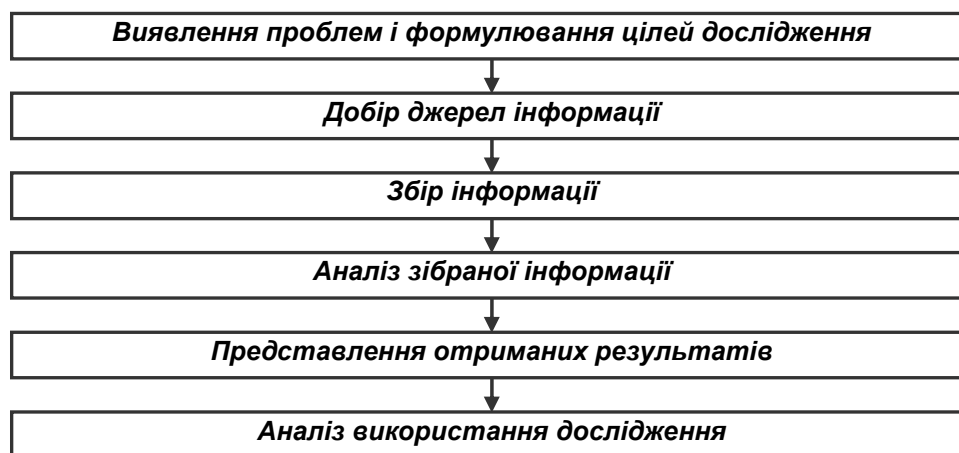 Виявлення проблем і формулювання цілей дослідження
Добір джерел інформації
Збір інформації
Аналіз зібраної інформації
Представлення отриманих результатів
Аналіз використання дослідження